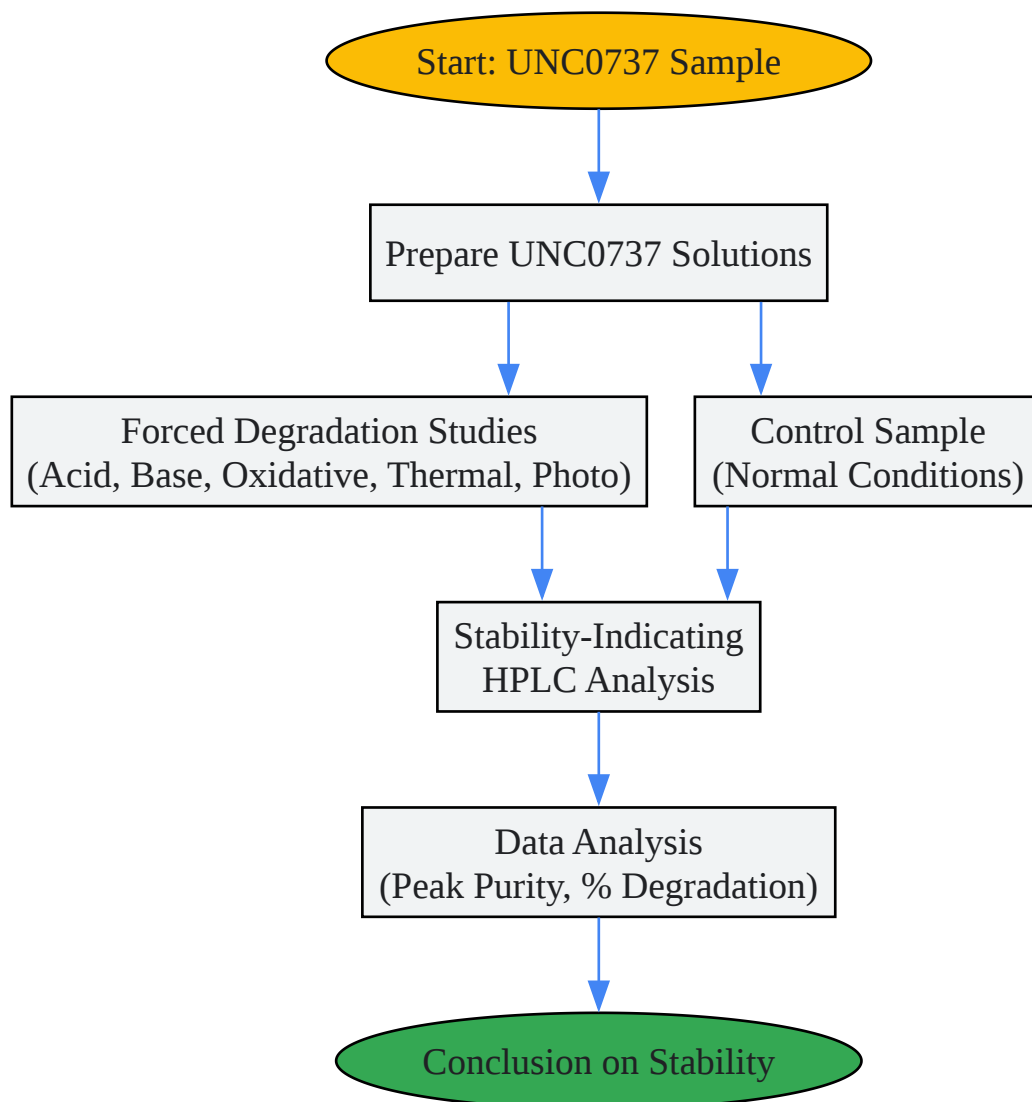 Start: UNC0737 Sample
Prepare UNC0737 Solutions
Forced Degradation Studies
(Acid, Base, Oxidative, Thermal, Photo)
Control Sample
(Normal Conditions)
Stability-Indicating
HPLC Analysis
Data Analysis
(Peak Purity, % Degradation)
Conclusion on Stability